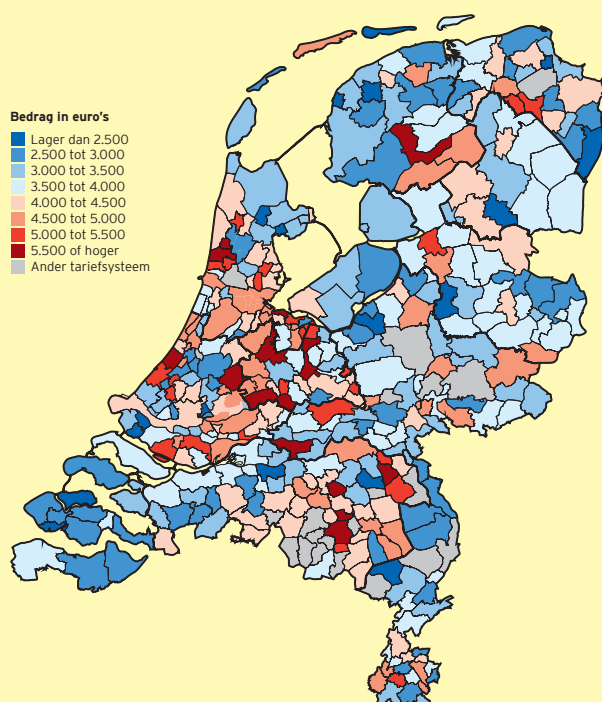 Bedrag in euro's
Lager dan 2.500
2.500 tot 3.000
3.000 tot 3.500
3.500 tot 4.000
4.000 tot 4.500
4.500 tot 5.000
5.000 tot 5.500
5.500 of hoger
Ander tariefsysteem